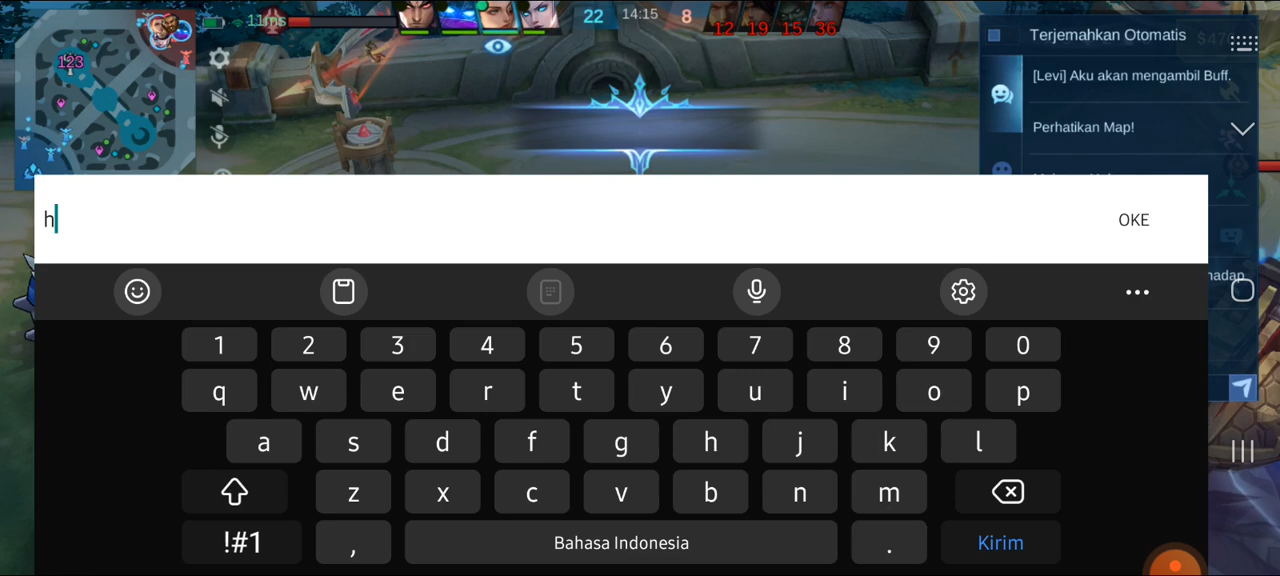 123
11ms
22 14:15 8
12 19 15 36
Terjemahkan Otomatis
[Levi] Aku akan mengambil Buff.
Perhatikan Map!
h
OKE
1 2 3 4 5 6 7 8 9 0
q w e r t y u i o p
a s d f g h j k l
z x c v b n m
!#1 , Bahasa Indonesia . Kirim